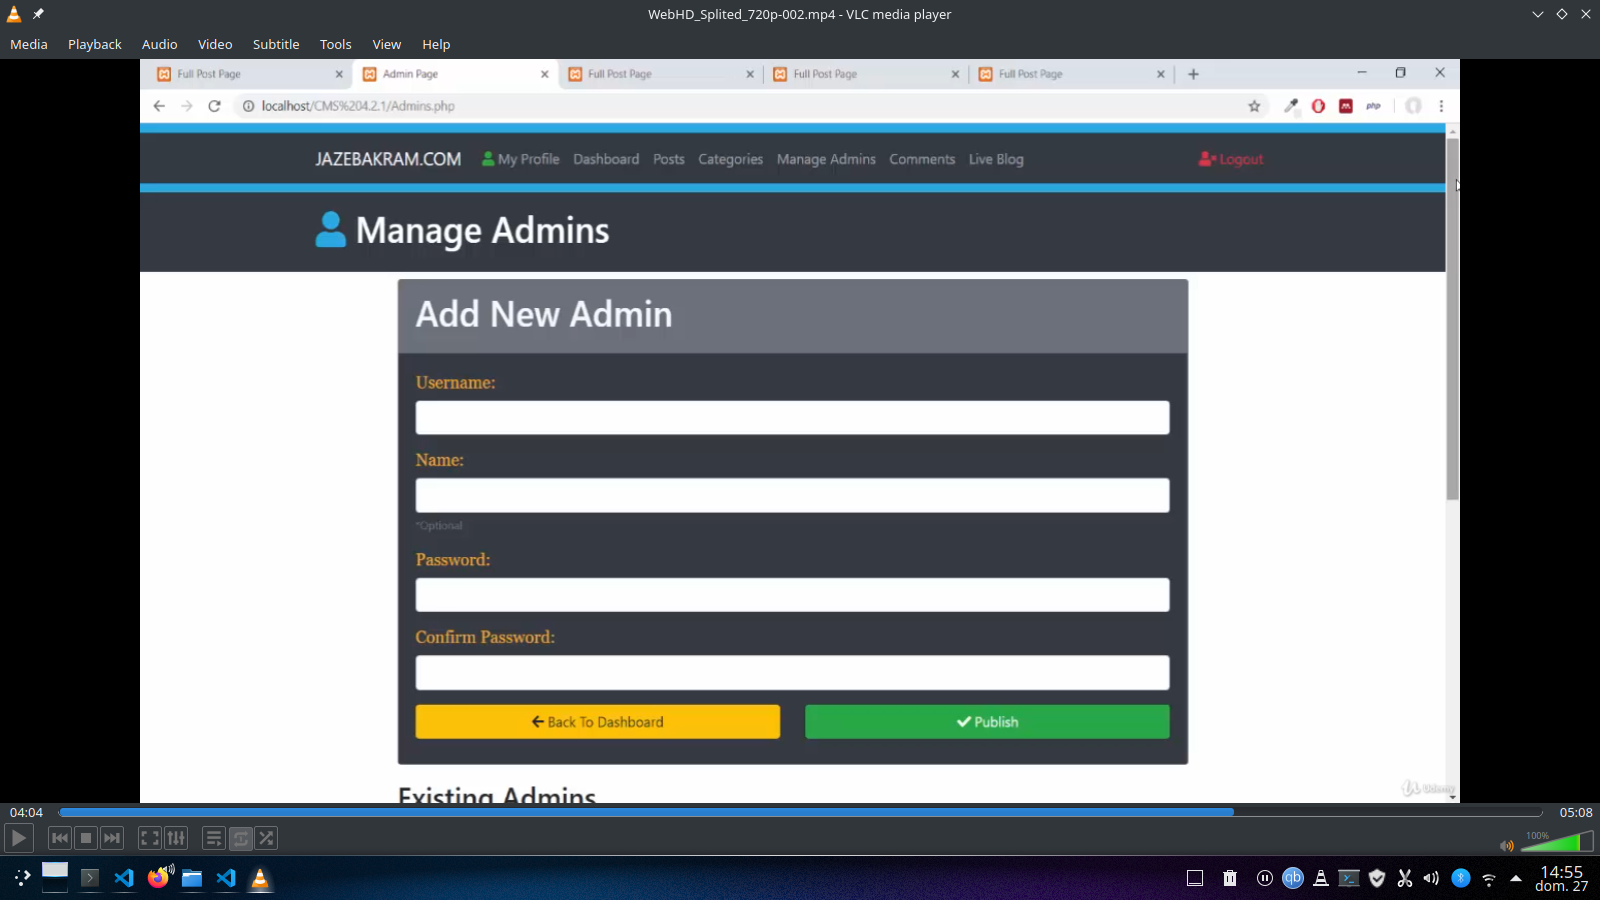 WebHD_Splited_720p-002.mp4 - VLC media player
Media Playback Audio Video Subtitle Tools View Help
Full Post Page Admin Page Full Post Page Full Post Page Full Post Page
localhost/CMS%204.2.1/Admins.php
php
JAZEBAKRAM.COM My Profile Dashboard Posts Categories Manage Admins Comments Live Blog Logout
Manage Admins
Add New Admin
Username:
Name:
*Optional
Password:
Confirm Password:
Back To Dashboard Publish
Existing Admins
Udemy
04:04 05:08
100%
qb
14:55
dom. 27